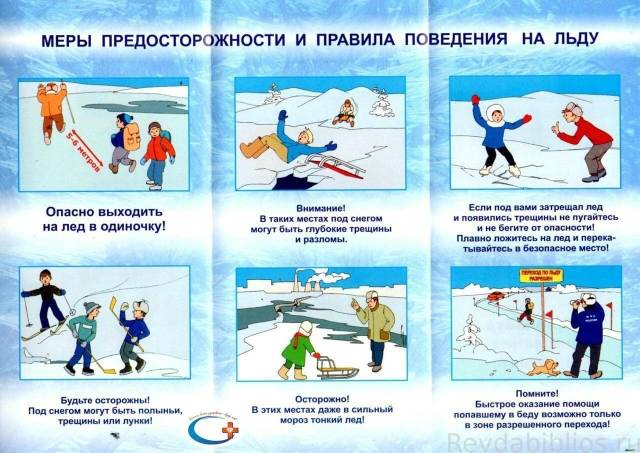 МЕРЫ ПРЕДОСТОРОЖНОСТИ И ПРАВИЛА ПОВЕДЕНИЯ НА ЛЬДУ
5-6 метров
Опасно выходить
на лед в одиночку!
Внимание!
В таких местах под снегом
могут быть глубокие трещины
и разломы.
Если под вами затрещал лед
и появились трещины не пугайтесь
и не бегите от опасности!
Плавно ложитесь на лед и перека-
тывайтесь в безопасное место!
ПЕРЕХОД ПО ЛЬДУ
РАЗРЕШЕН
Будьте осторожны!
Под снегом могут быть полыньи,
трещины или лунки!
Осторожно!
В этих местах даже в сильный
мороз тонкий лед!
Помните!
Быстрое оказание помощи
попавшему в беду возможно только
в зоне разрешенного перехода!
Revdabiblios.ru